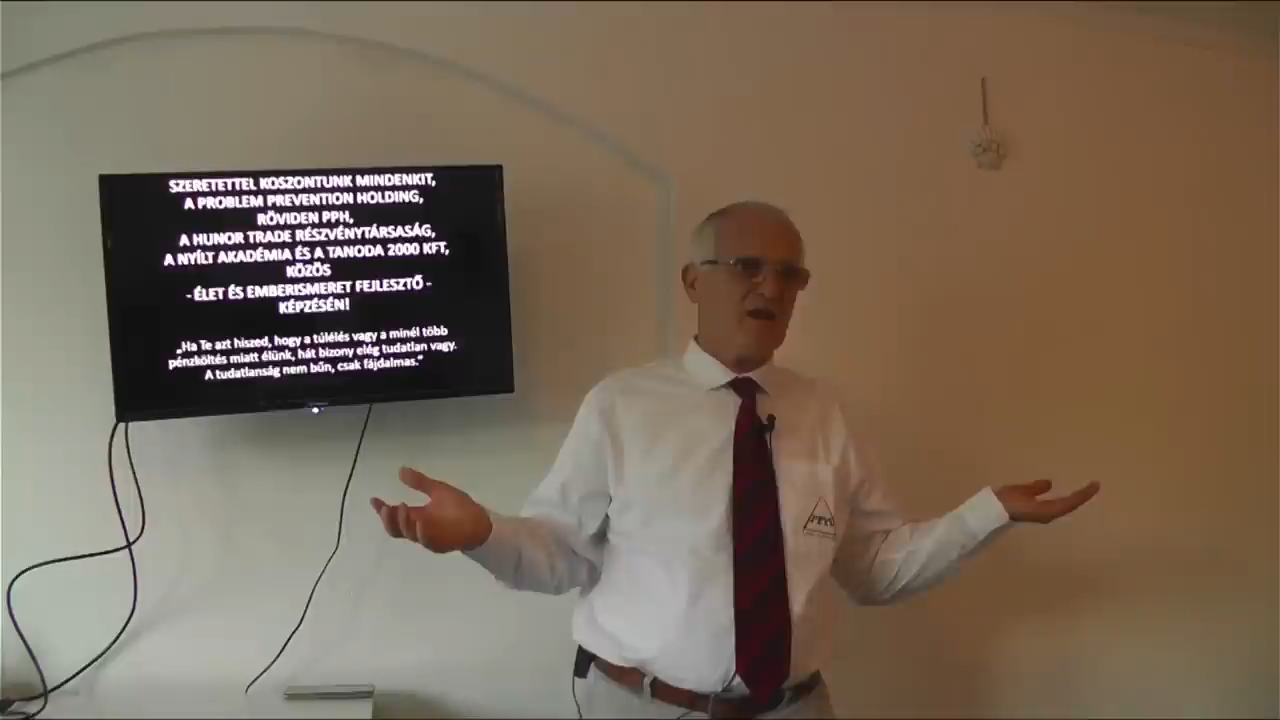 SZERETETTEL KÖSZÖNTÜNK MINDENKIT,
A PROBLEM PREVENTION HOLDING,
RÖVIDEN PPH,
A HUNOR TRADE RÉSZVÉNYTÁRSASÁG,
A NYÍLT AKADÉMIA ÉS A TANODA 2000 KFT,
KÖZÖS
- ÉLET ÉS EMBERISMERET FEJLESZTŐ -
KÉPZÉSÉN!
„Ha Te azt hiszed, hogy a túlélés vagy a minél több
pénzköltés miatt élünk, hát bizony elég tudatlan vagy.
A tudatlanság nem bűn, csak fájdalmas.”